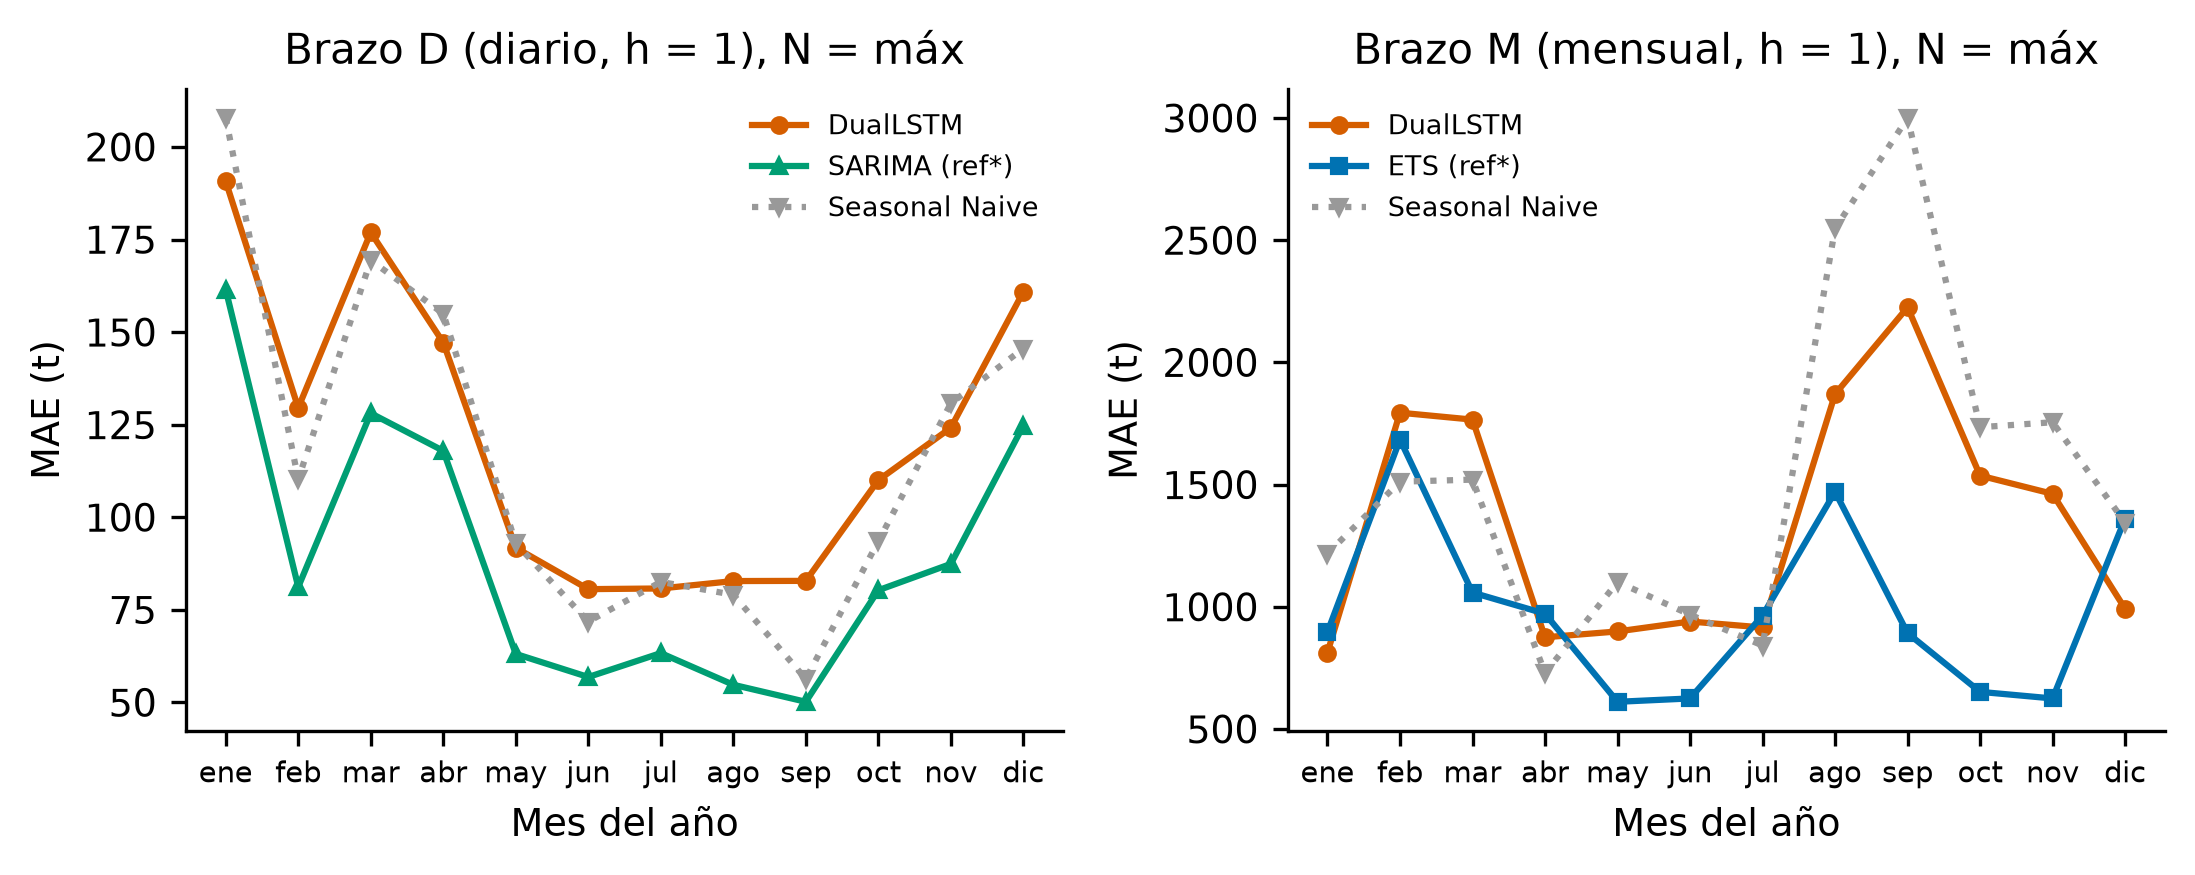 Brazo D (diario, h = 1), N = máx
MAE (t)
200
175
150
125
100
75
50
DualLSTM
SARIMA (ref*)
Seasonal Naive
ene feb mar abr may jun jul ago sep oct nov dic
Mes del año
Brazo M (mensual, h = 1), N = máx
MAE (t)
3000
2500
2000
1500
1000
500
DualLSTM
ETS (ref*)
Seasonal Naive
ene feb mar abr may jun jul ago sep oct nov dic
Mes del año